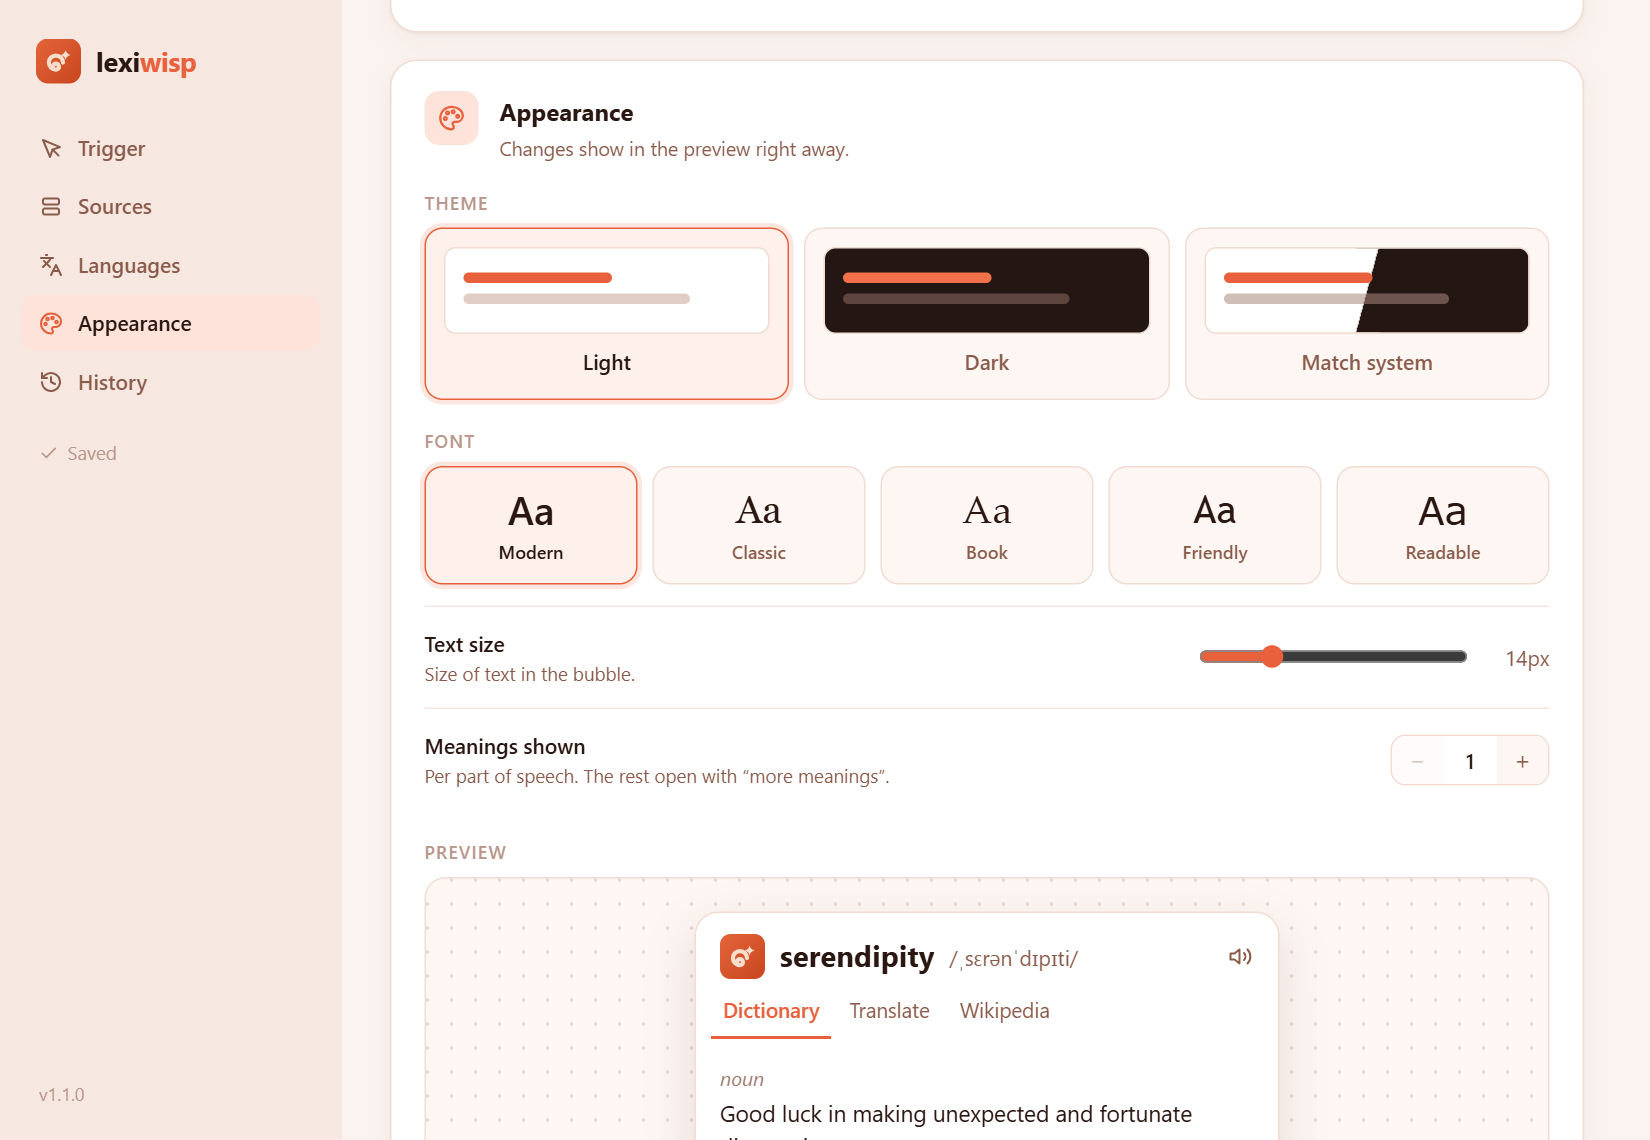 lexiwisp
Trigger
Sources
Languages
Appearance
History
Saved
v1.1.0
Appearance
Changes show in the preview right away.
THEME
Light
Dark
Match system
FONT
Aa
Modern
Aa
Classic
Aa
Book
Aa
Friendly
Aa
Readable
Text size
Size of text in the bubble.
14px
Meanings shown
Per part of speech. The rest open with “more meanings”.
− 1 +
PREVIEW
serendipity /ˌsɛrənˈdɪpɪti/
Dictionary Translate Wikipedia
noun
Good luck in making unexpected and fortunate